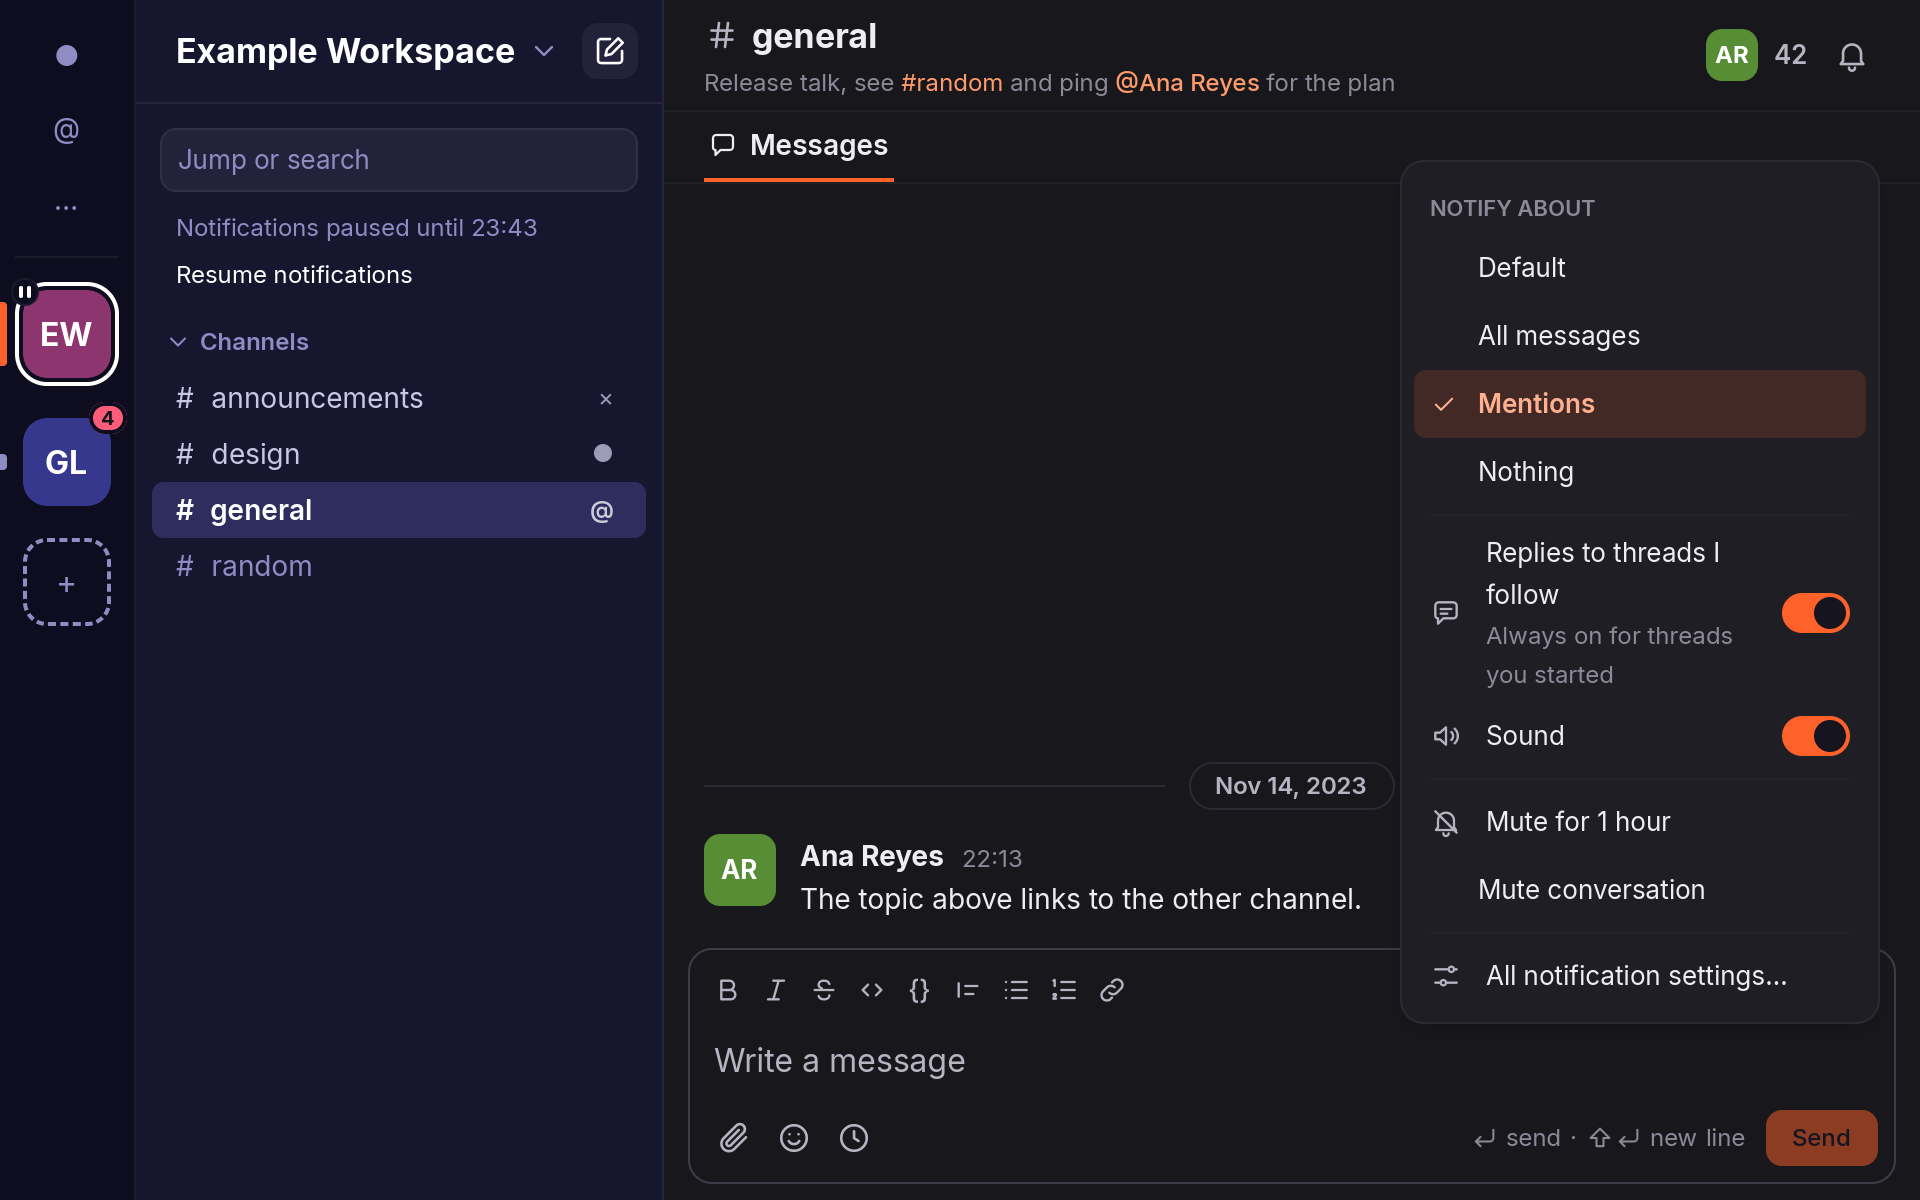 @
...
EW
4
GL
+
Example Workspace
Jump or search
Notifications paused until 23:43
Resume notifications
Channels
# announcements ×
# design
# general @
# random
# general
Release talk, see #random and ping @Ana Reyes for the plan
AR 42
Messages
Nov 14, 2023
AR
Ana Reyes 22:13
The topic above links to the other channel.
Write a message
send · new line
Send
NOTIFY ABOUT
Default
All messages
Mentions
Nothing
Replies to threads I
follow
Always on for threads
you started
Sound
Mute for 1 hour
Mute conversation
All notification settings...